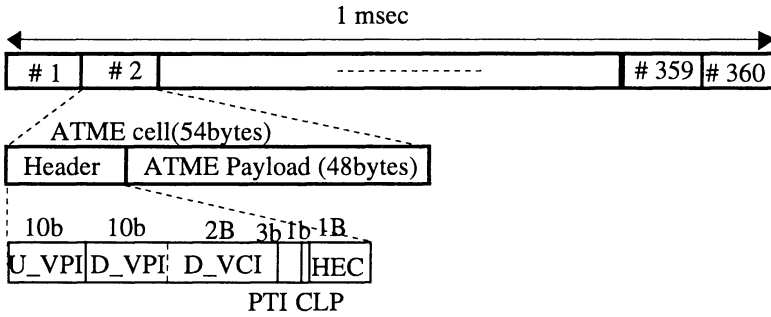 1 msec
# 1 # 2 # 359 # 360
ATME cell(54bytes)
Header ATME Payload (48bytes)
10b 10b 2B 3b 1b 1B
U_VPI D_VPI D_VCI HEC
PTI CLP